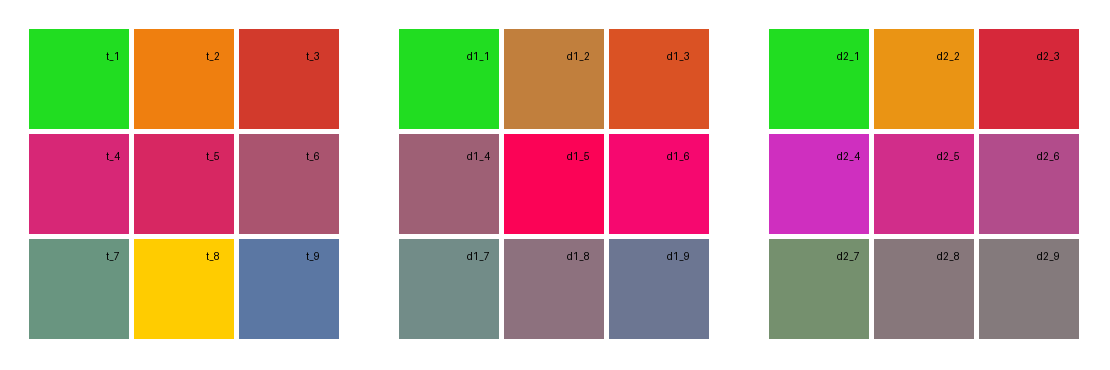 t_1 t_2 t_3 d1_1 d1_2 d1_3 d2_1 d2_2 d2_3
t_4 t_5 t_6 d1_4 d1_5 d1_6 d2_4 d2_5 d2_6
t_7 t_8 t_9 d1_7 d1_8 d1_9 d2_7 d2_8 d2_9